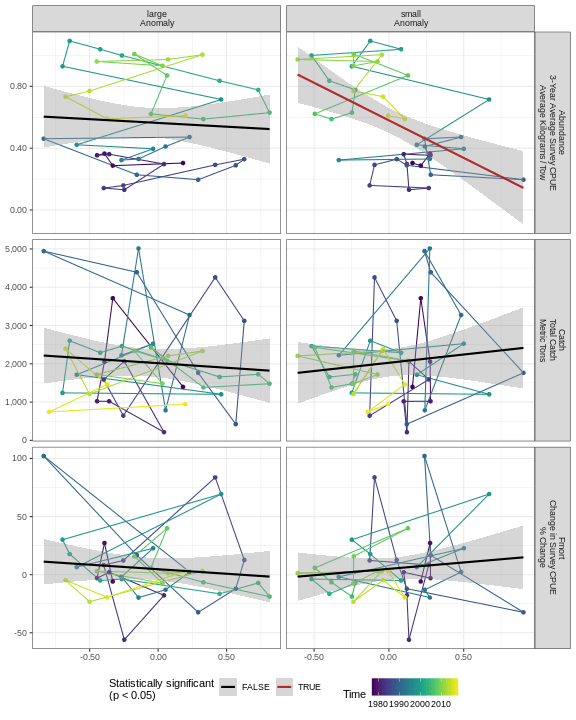 large
Anomaly
small
Anomaly
0.80
0.40
0.00
Abundance
3-Year Average Survey CPUE
Average Kilograms / Tow
5,000
4,000
3,000
2,000
1,000
0
Catch
Total Catch
Metric Tons
100
50
0
-50
Fmort
Change in Survey CPUE
% Change
-0.50 0.00 0.50 -0.50 0.00 0.50
Statistically significant
(p < 0.05)
FALSE TRUE
Time
1980 1990 2000 2010